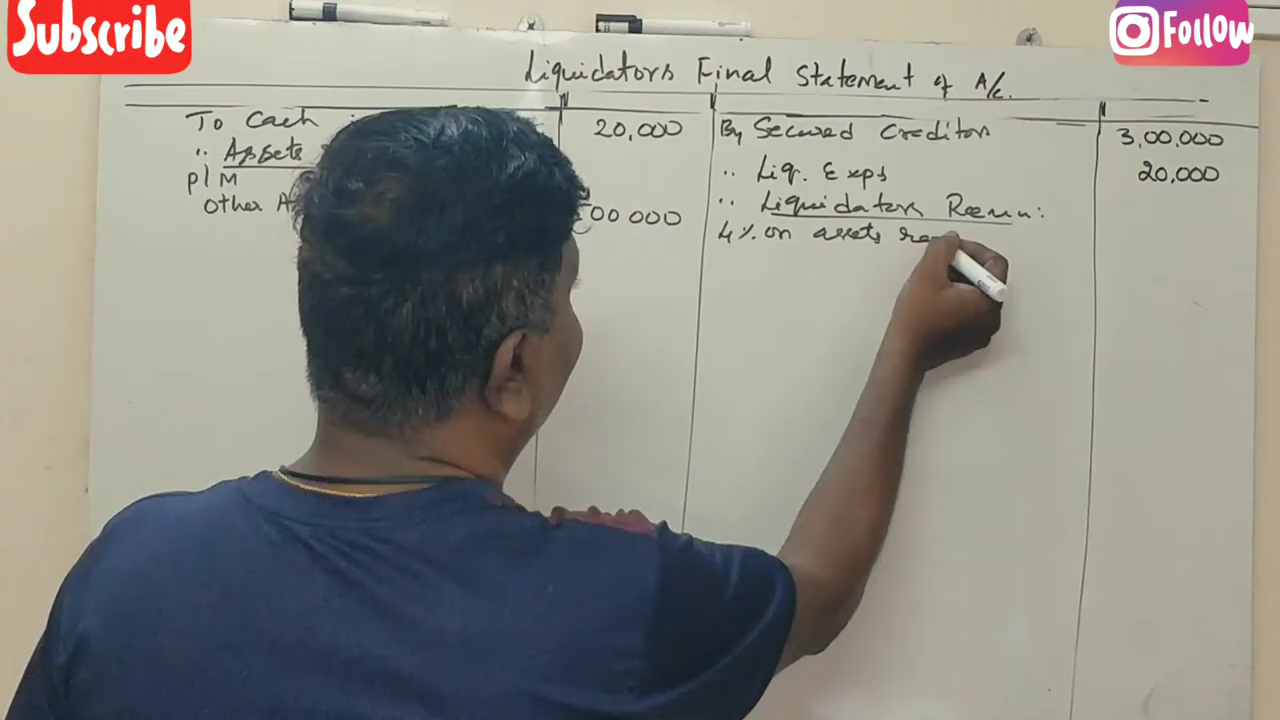 Subscribe
Follow
Liquidators Final Statement of A/c.
To Cash 20,000
" Assets
P/M
Other A 00 000
By Secured Creditors 3,00,000
" Liq. Exps 20,000
" Liquidators Remu:
4% on assets